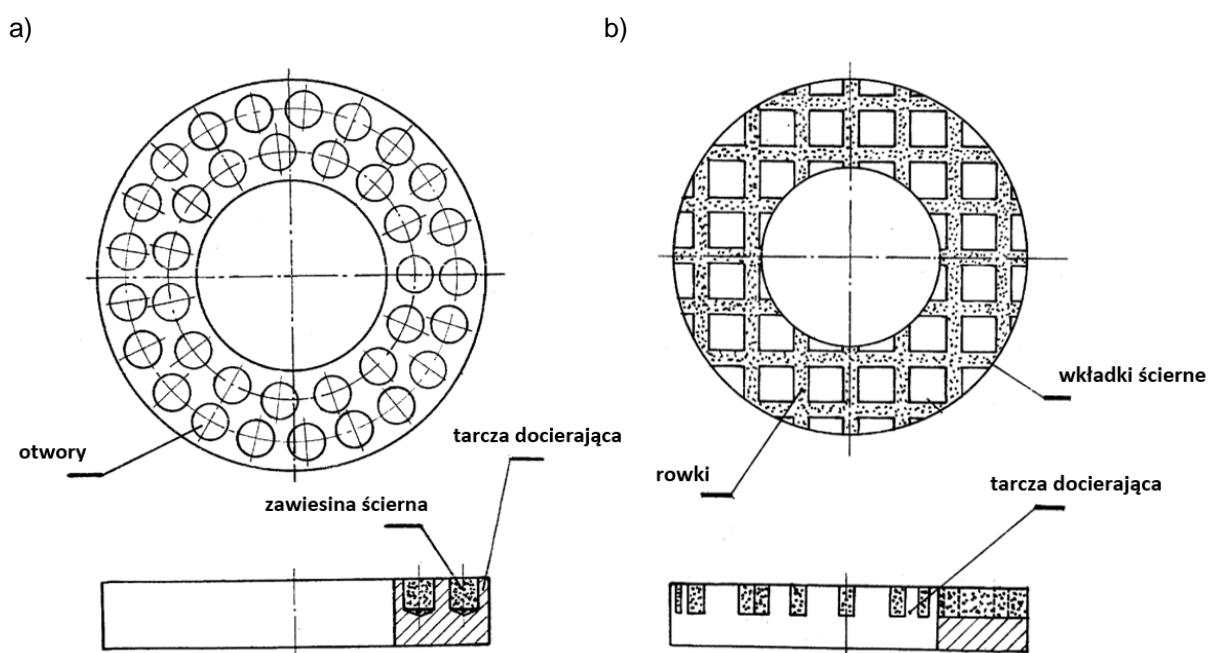 a)
b)
otwory
tarcza docierająca
zawiesina ścierna
wkładki ścierne
rowki
tarcza docierająca